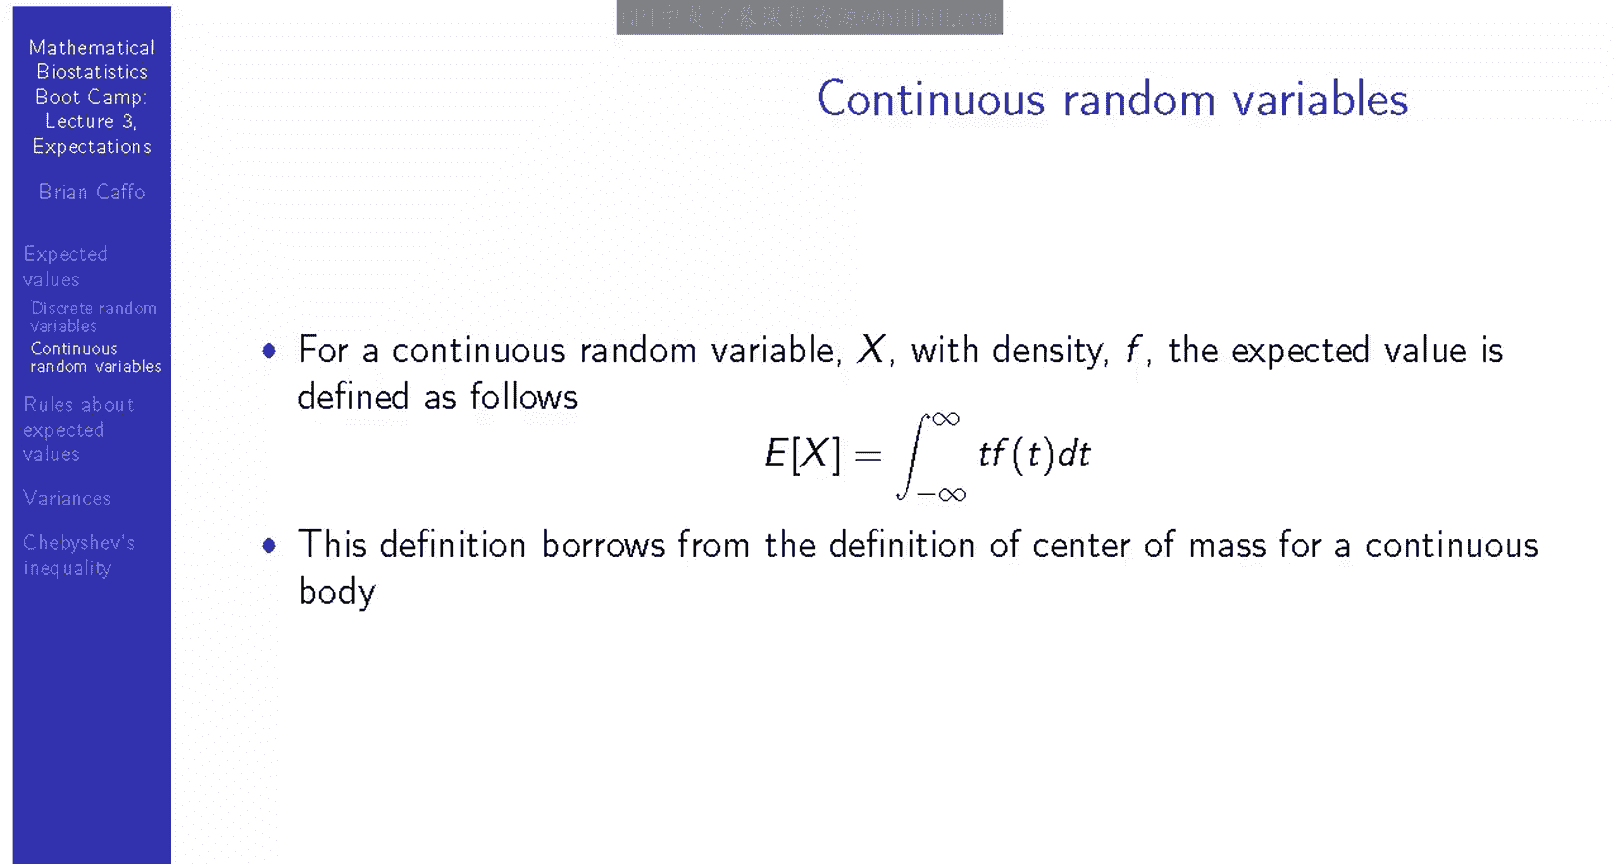 Mathematical
Biostatistics
Boot Camp:
Lecture 3,
Expectations
Brian Caffo
Expected
values
Discrete random
variables
Continuous
random variables
Rules about
expected
values
Variances
Chebyshev's
inequality
Continuous random variables
• For a continuous random variable, X, with density, f, the expected value is
defined as follows
E[X] = ∫_{-∞}^{∞} tf(t)dt
• This definition borrows from the definition of center of mass for a continuous
body